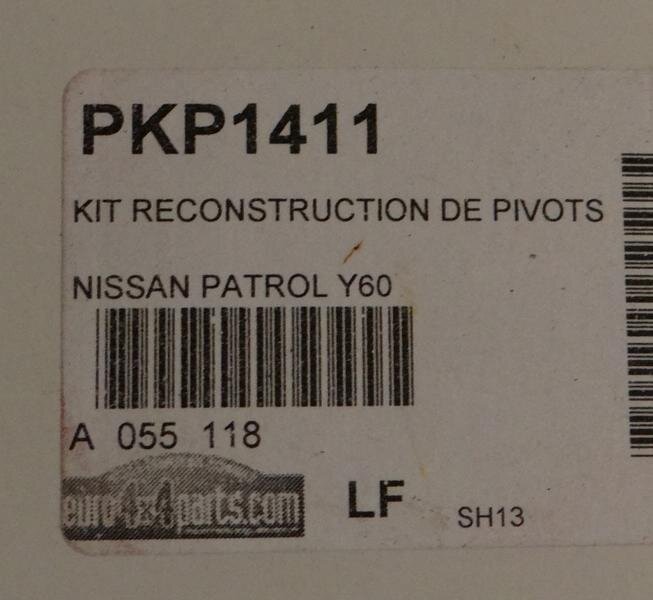 PKP1411
KIT RECONSTRUCTION DE PIVOTS
NISSAN PATROL Y60
A 055 118
euro4x4parts.com
LF
SH13